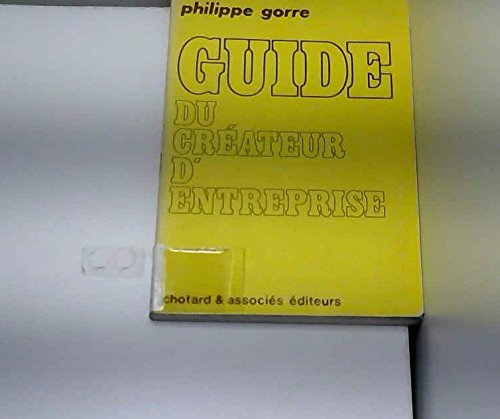 philippe gorre
GUIDE
DU
CRÉATEUR
D'
ENTREPRISE
chotard & associés éditeurs